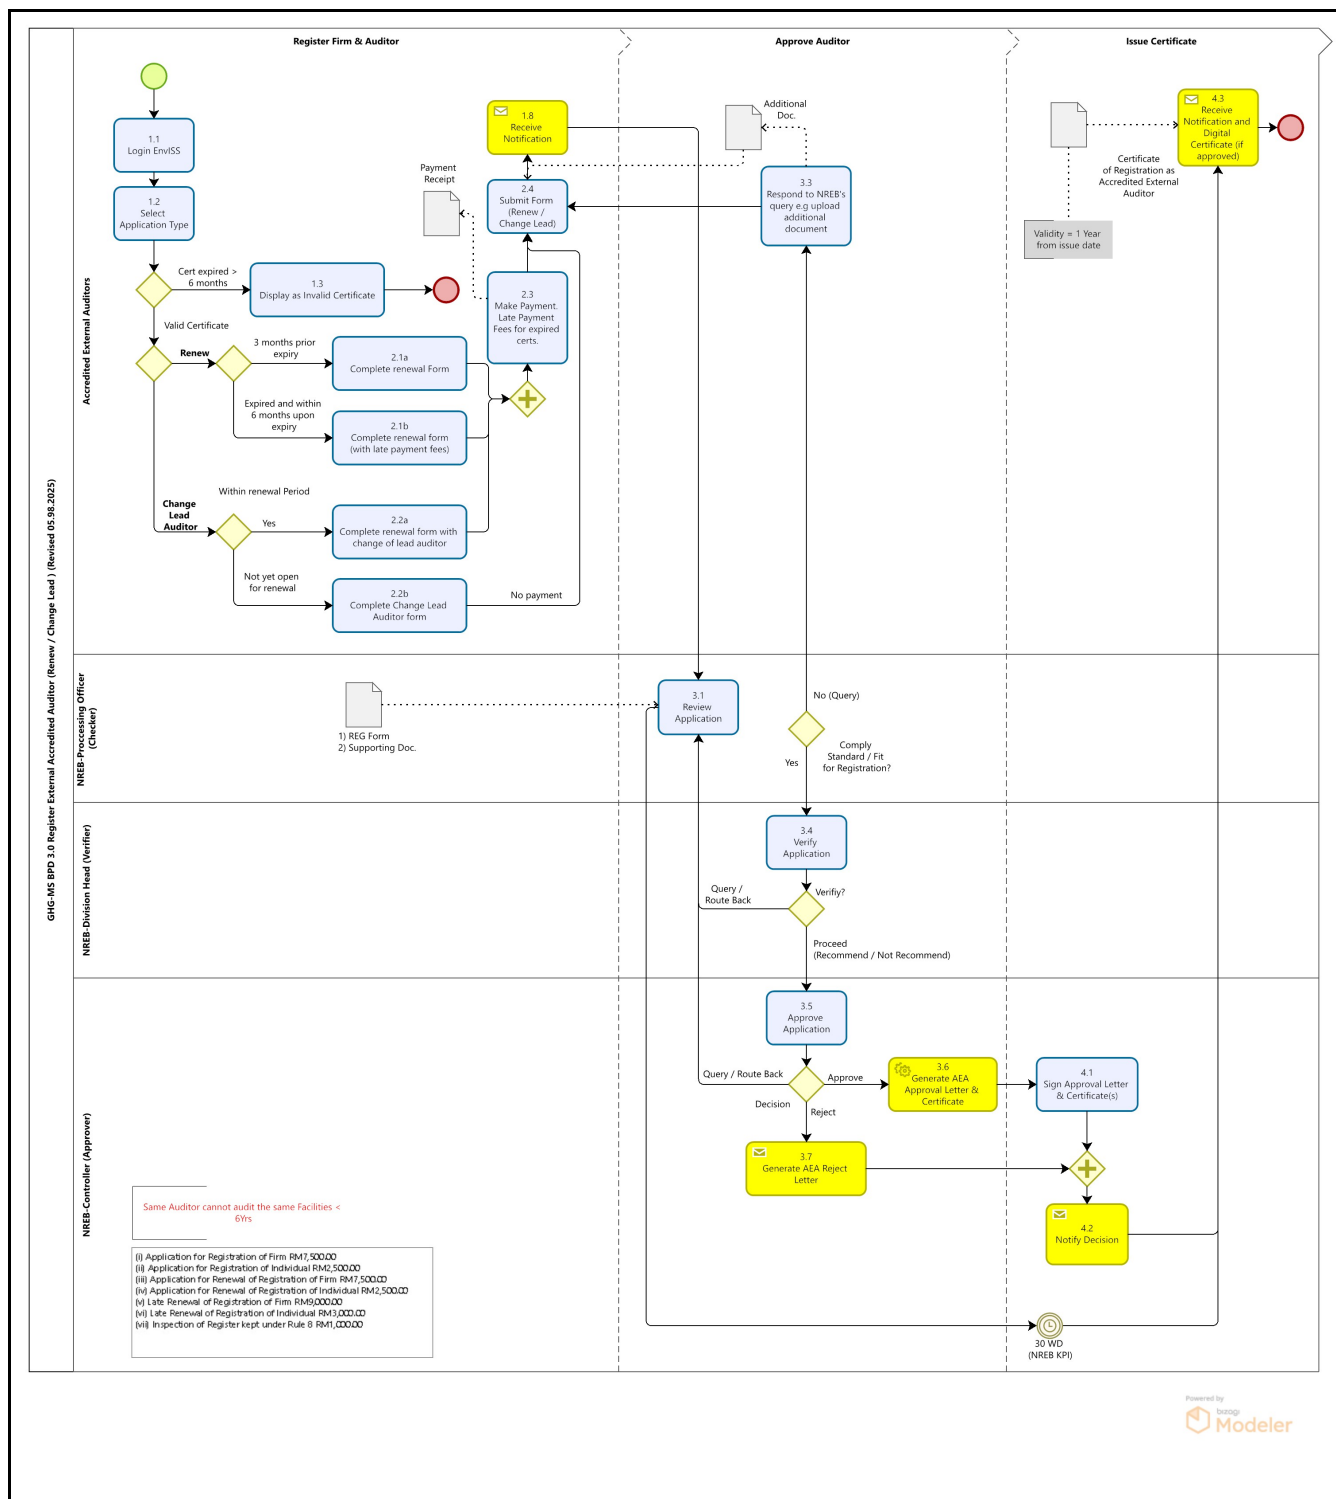 Register Firm & Auditor
Approve Auditor
Issue Certificate
GHG-MS BPD 3.0 Register External Accredited Auditor (Renew / Change Lead ) (Revised 05.98.2025)
Accredited External Auditors
1.1
Login EnvISS
1.2
Select
Application Type
Cert expired >
6 months
1.3
Display as Invalid Certificate
Valid Certificate
Renew
3 months prior
expiry
2.1a
Complete renewal Form
Expired and within
6 months upon
expiry
2.1b
Complete renewal form
(with late payment fees)
Change
Lead
Auditor
Within renewal Period
Yes
2.2a
Complete renewal form with
change of lead auditor
Not yet open
for renewal
2.2b
Complete Change Lead
Auditor form
No payment
Payment
Receipt
1.8
Receive
Notification
2.4
Submit Form
(Renew /
Change Lead)
2.3
Make Payment.
Late Payment
Fees for expired
certs.
Additional
Doc.
3.3
Respond to NREB's
query e.g upload
additional
document
4.3
Receive
Notification and
Digital
Certificate (if
approved)
Certificate
of Registration as
Accredited External
Auditor
Validity = 1 Year
from issue date
NREB-Proccessing Officer
(Checker)
1) REG Form
2) Supporting Doc.
3.1
Review
Application
No (Query)
Comply
Standard / Fit
for Registration?
Yes
NREB-Division Head (Verifier)
3.4
Verify
Application
Query /
Route Back
Verifiy?
Proceed
(Recommend / Not Recommend)
NREB-Controller (Approver)
3.5
Approve
Application
Query / Route Back
Decision
Approve
Reject
3.6
Generate AEA
Approval Letter &
Certificate
3.7
Generate AEA Reject
Letter
4.1
Sign Approval Letter
& Certificate(s)
4.2
Notify Decision
30 WD
(NREB KPI)
Same Auditor cannot audit the same Facilities <
6Yrs
(i) Application for Registration of Firm RM7,500.00
(ii) Application for Registration of Individual RM2,500.00
(iii) Application for Renewal of Registration of Firm RM7,500.00
(iv) Application for Renewal of Registration of Individual RM2,500.00
(v) Late Renewal of Registration of Firm RM9,000.00
(vi) Late Renewal of Registration of Individual RM3,000.00
(vii) Inspection of Register kept under Rule 8 RM1,000.00
Powered by
bizagi
Modeler